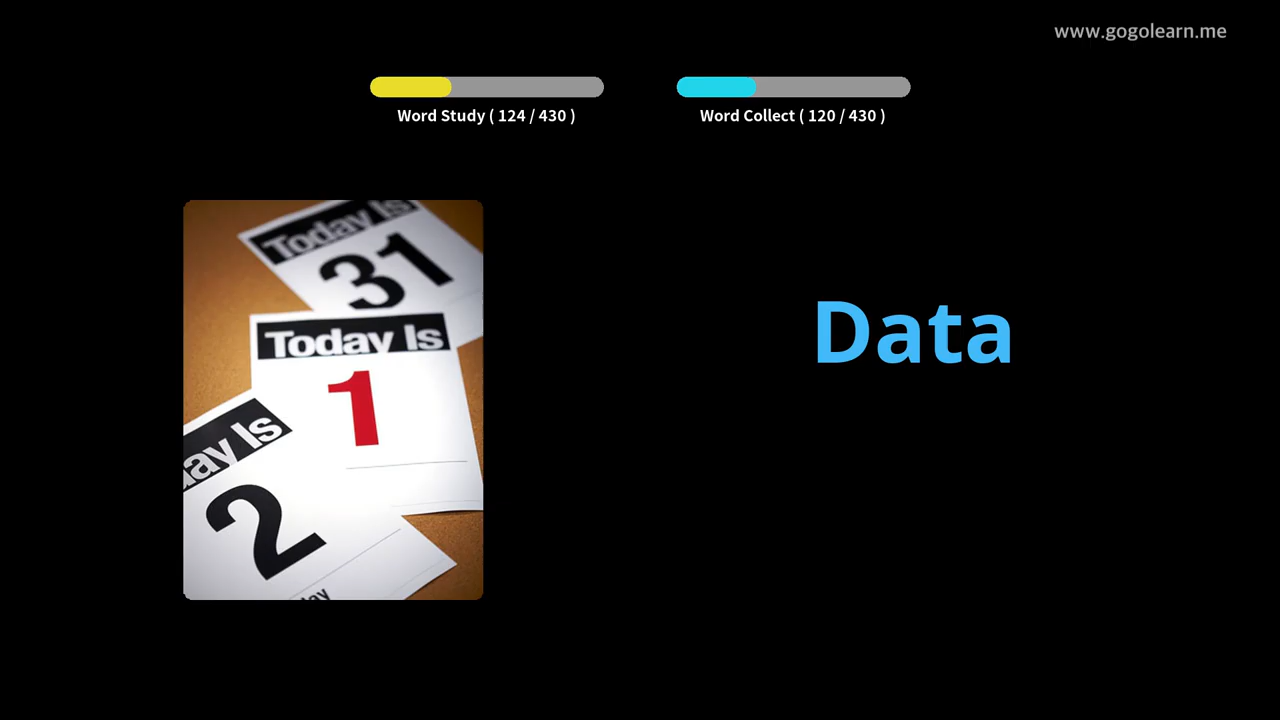 www.gogolearn.me
Word Study ( 124 / 430 )
Word Collect ( 120 / 430 )
Today Is
31
Today Is
1
ay Is
2
ay
Data